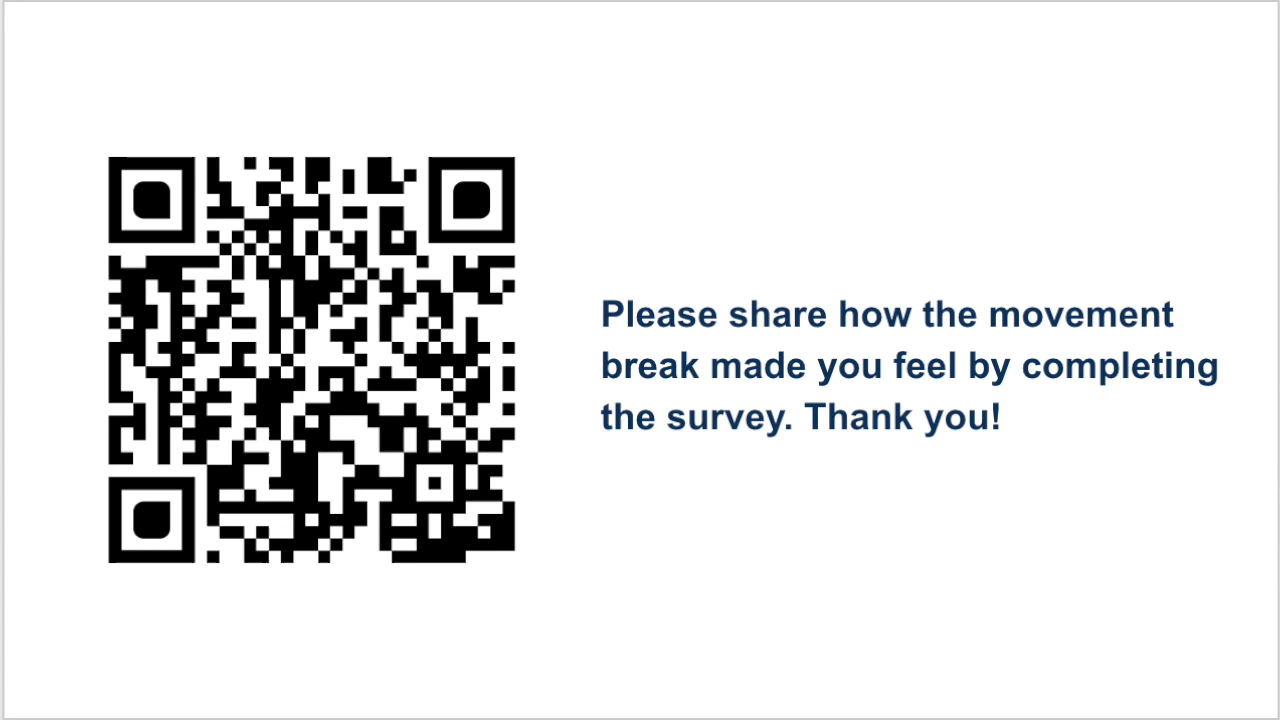 Please share how the movement
break made you feel by completing
the survey. Thank you!